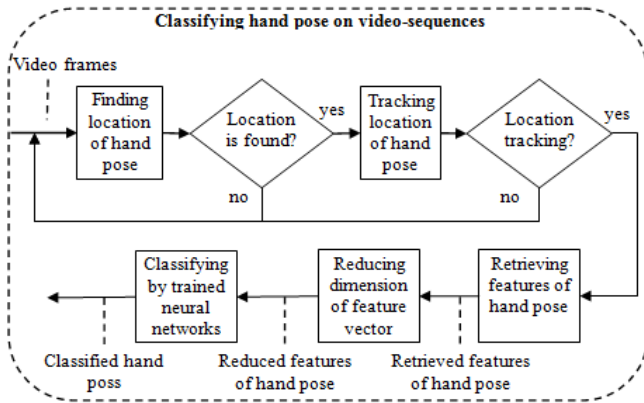 Classifying hand pose on video-sequences
Video frames
Finding
location
of hand
pose
Location
is found?
yes
no
Tracking
location
of hand
pose
Location
tracking?
yes
no
Retrieving
features of
hand pose
Reducing
dimension
of feature
vector
Classifying
by trained
neural
networks
Classified hand
poss
Reduced features
of hand pose
Retrieved features
of hand pose